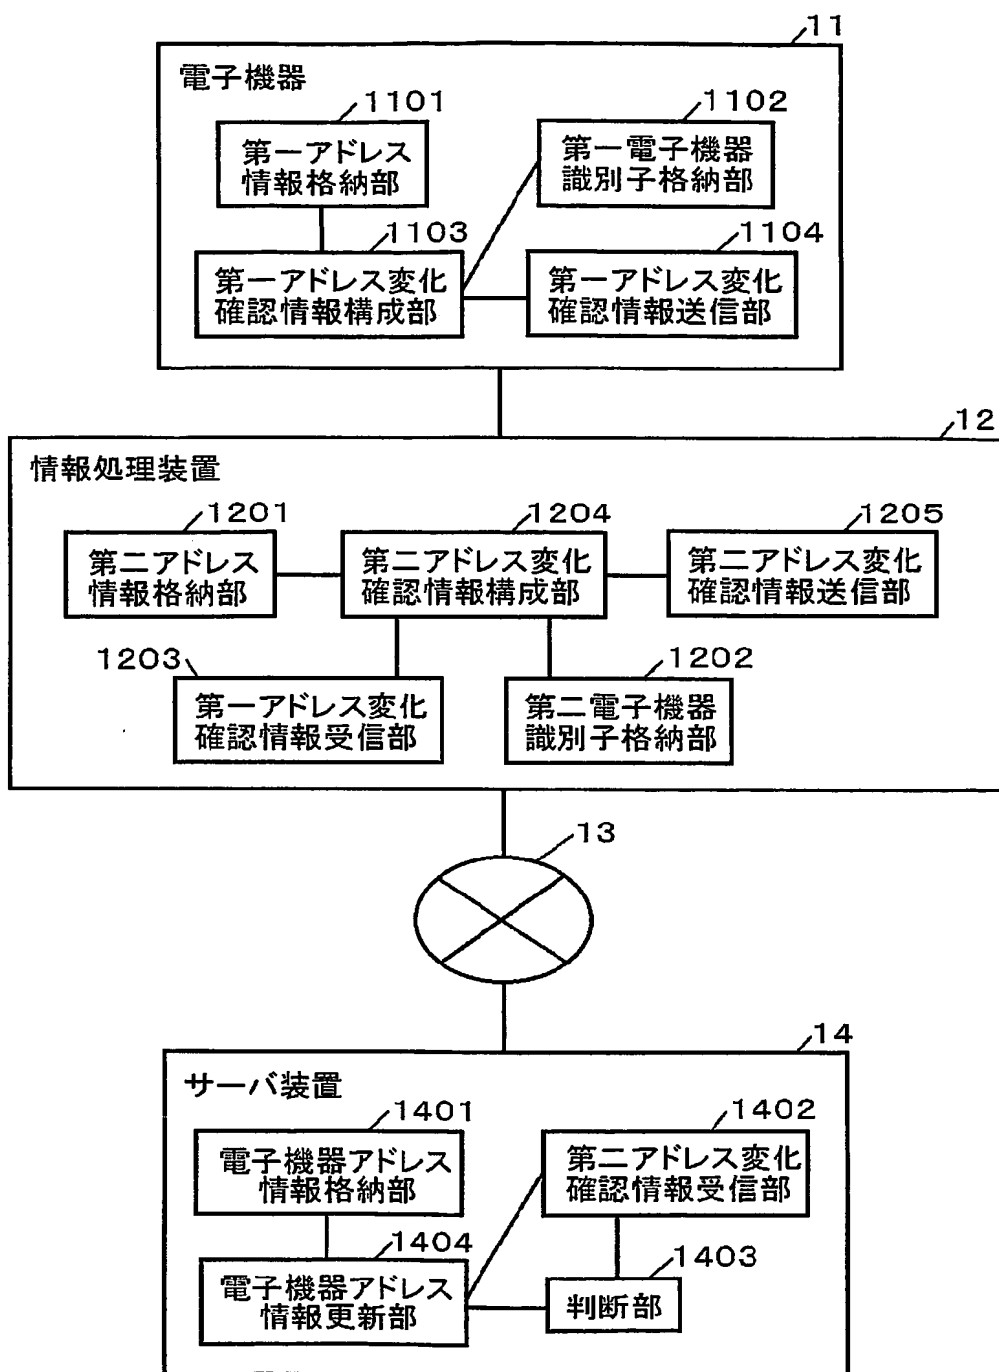 11
電子機器
1101
第一アドレス
情報格納部
1102
第一電子機器
識別子格納部
1103
第一アドレス変化
確認情報構成部
1104
第一アドレス変化
確認情報送信部
12
情報処理装置
1201
第二アドレス
情報格納部
1204
第二アドレス変化
確認情報構成部
1205
第二アドレス変化
確認情報送信部
1203
第一アドレス変化
確認情報受信部
1202
第二電子機器
識別子格納部
13
14
サーバ装置
1401
電子機器アドレス
情報格納部
1402
第二アドレス変化
確認情報受信部
1404
電子機器アドレス
情報更新部
1403
判断部